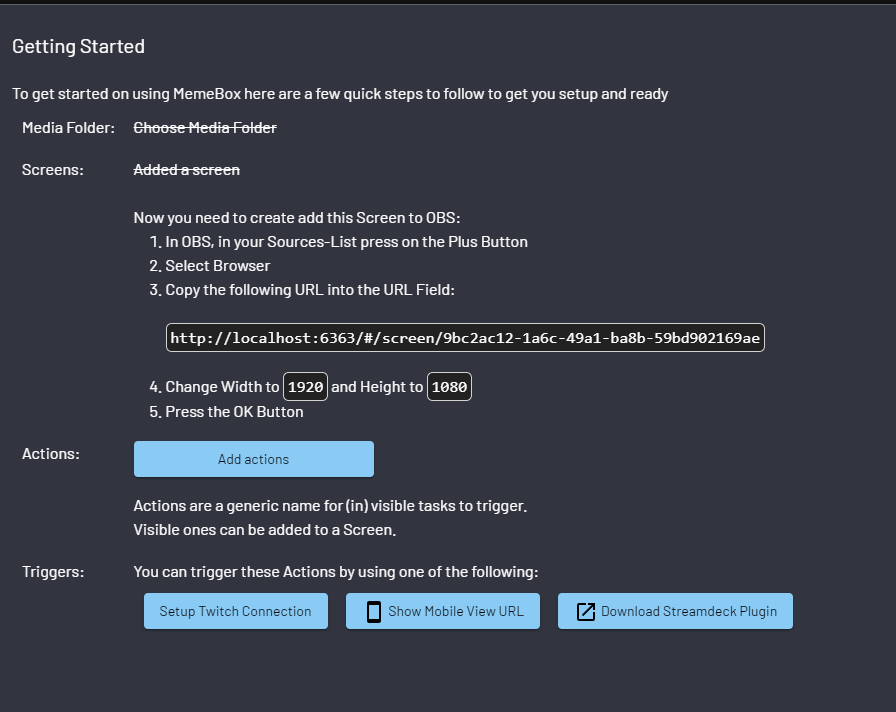 Getting Started
To get started on using MemeBox here are a few quick steps to follow to get you setup and ready
Media Folder: Choose Media Folder
Screens: Added a screen
Now you need to create add this Screen to OBS:
1. In OBS, in your Sources-List press on the Plus Button
2. Select Browser
3. Copy the following URL into the URL Field:
http://localhost:6363/#/screen/9bc2ac12-1a6c-49a1-ba8b-59bd902169ae
4. Change Width to 1920 and Height to 1080
5. Press the OK Button
Actions: Add actions
Actions are a generic name for (in) visible tasks to trigger.
Visible ones can be added to a Screen.
Triggers: You can trigger these Actions by using one of the following:
Setup Twitch Connection Show Mobile View URL Download Streamdeck Plugin